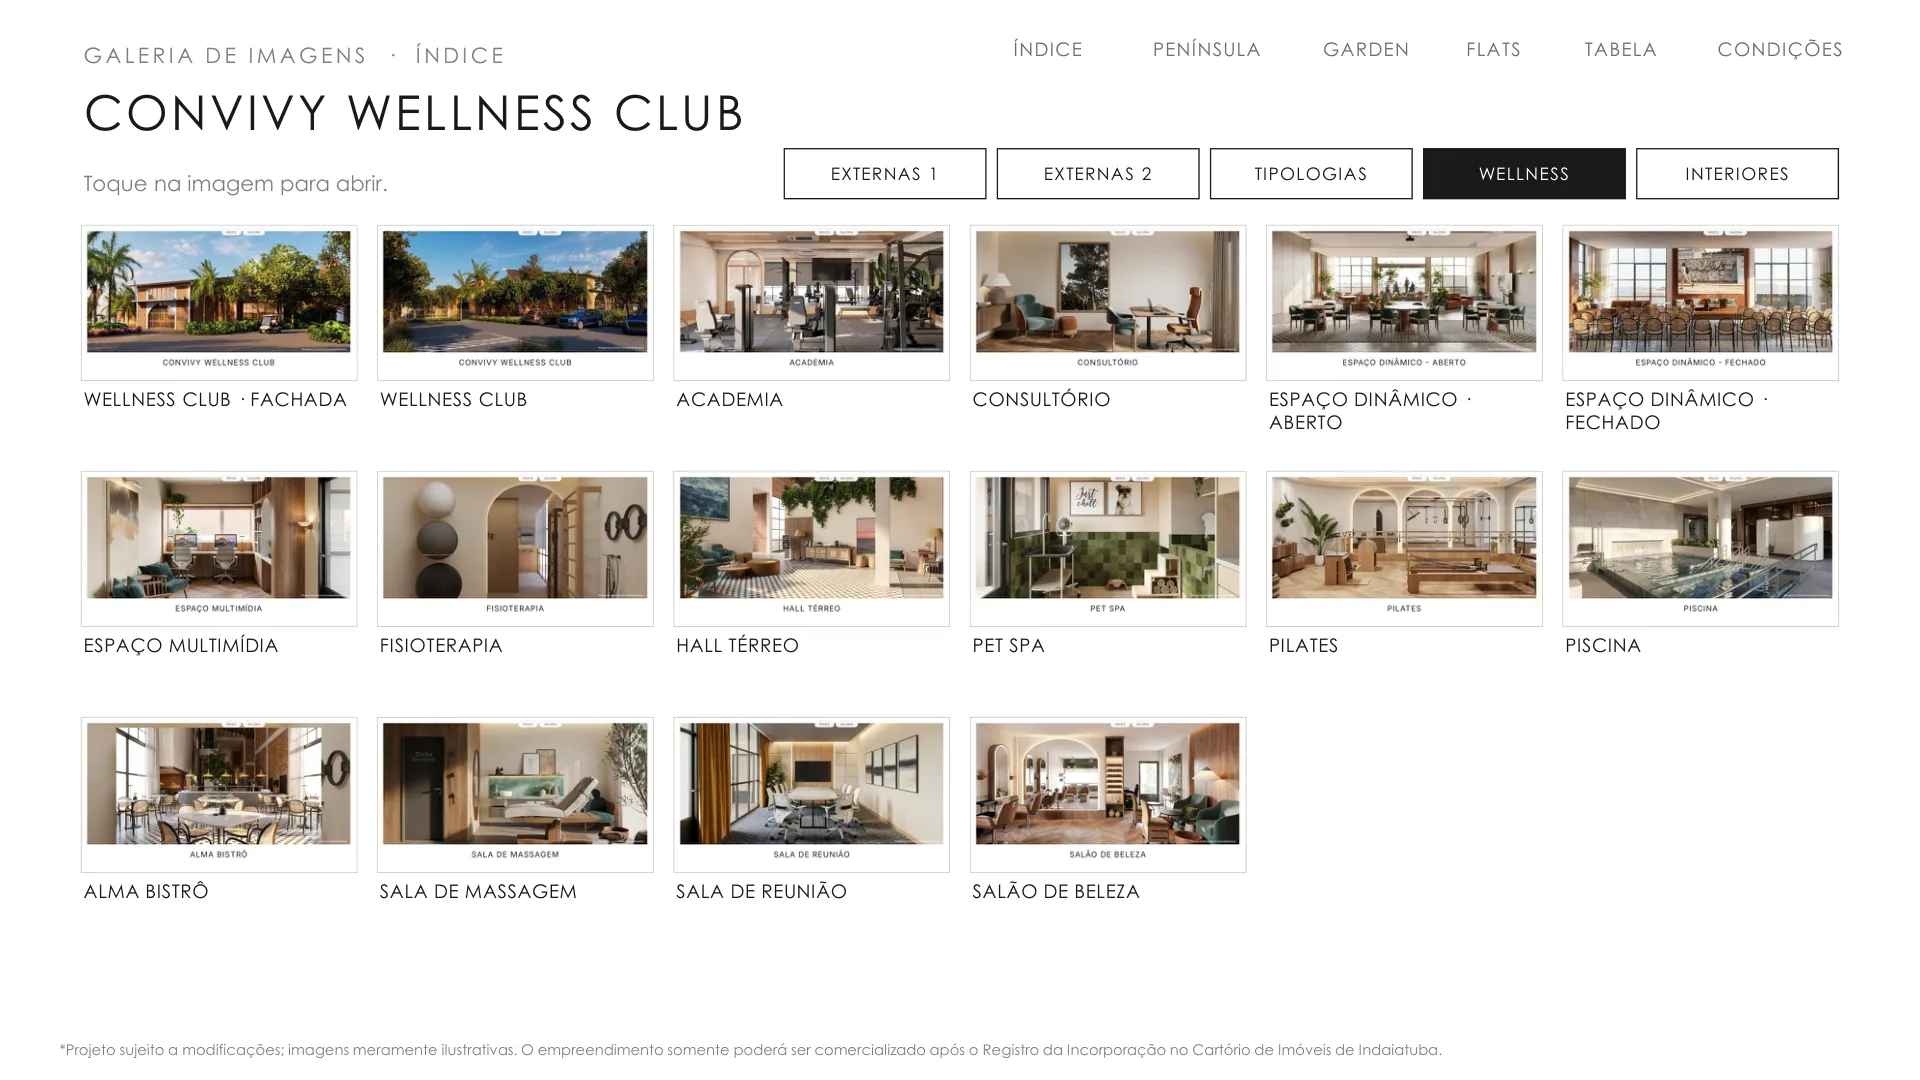 GALERIA DE IMAGENS · ÍNDICE
ÍNDICE PENÍNSULA GARDEN FLATS TABELA CONDIÇÕES
CONVIVY WELLNESS CLUB
Toque na imagem para abrir.
EXTERNAS 1 EXTERNAS 2 TIPOLOGIAS WELLNESS INTERIORES
CONVIVY WELLNESS CLUB
CONVIVY WELLNESS CLUB
ACADEMIA
CONSULTÓRIO
ESPAÇO DINÂMICO - ABERTO
ESPAÇO DINÂMICO - FECHADO
WELLNESS CLUB · FACHADA
WELLNESS CLUB
ACADEMIA
CONSULTÓRIO
ESPAÇO DINÂMICO ·
ABERTO
ESPAÇO DINÂMICO ·
FECHADO
Just
chill
ESPAÇO MULTIMÍDIA
FISIOTERAPIA
HALL TÉRREO
PET SPA
PILATES
PISCINA
ESPAÇO MULTIMÍDIA
FISIOTERAPIA
HALL TÉRREO
PET SPA
PILATES
PISCINA
ALMA BISTRÔ
SALA DE MASSAGEM
SALA DE REUNIÃO
SALÃO DE BELEZA
ALMA BISTRÔ
SALA DE MASSAGEM
SALA DE REUNIÃO
SALÃO DE BELEZA
*Projeto sujeito a modificações; imagens meramente ilustrativas. O empreendimento somente poderá ser comercializado após o Registro da Incorporação no Cartório de Imóveis de Indaiatuba.